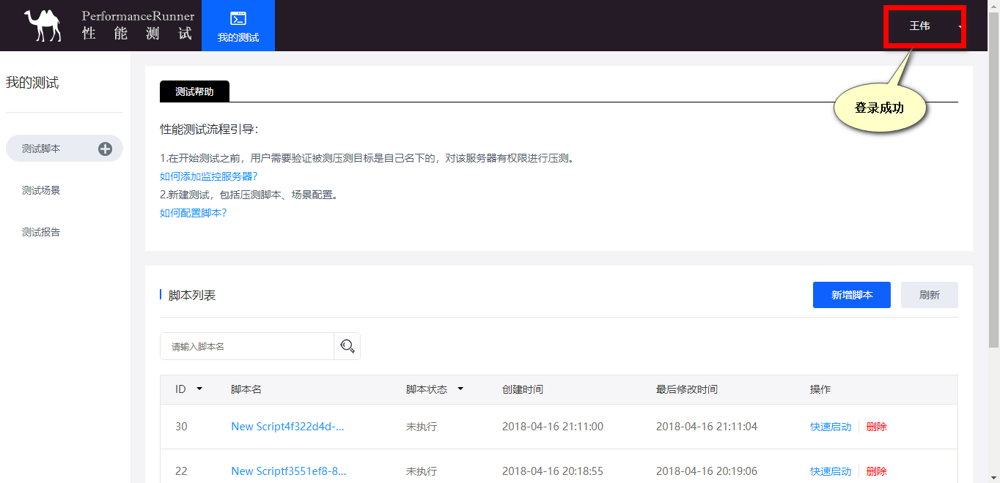 PerformanceRunner
性 能 测 试
我的测试
王伟
登录成功
我的测试
测试脚本
测试场景
测试报告
测试帮助
性能测试流程引导：
1.在开始测试之前，用户需要验证被测压测目标是自己名下的，对该服务器有权限进行压测。
如何添加监控服务器？
2.新建测试，包括压测脚本、场景配置。
如何配置脚本？
脚本列表
新增脚本 刷新
请输入脚本名
ID 脚本名 脚本状态 创建时间 最后修改时间 操作
30 New Script4f322d4d-... 未执行 2018-04-16 21:11:00 2018-04-16 21:11:04 快速启动 删除
22 New Scriptf3551ef8-8... 未执行 2018-04-16 20:18:55 2018-04-16 20:19:06 快速启动 删除